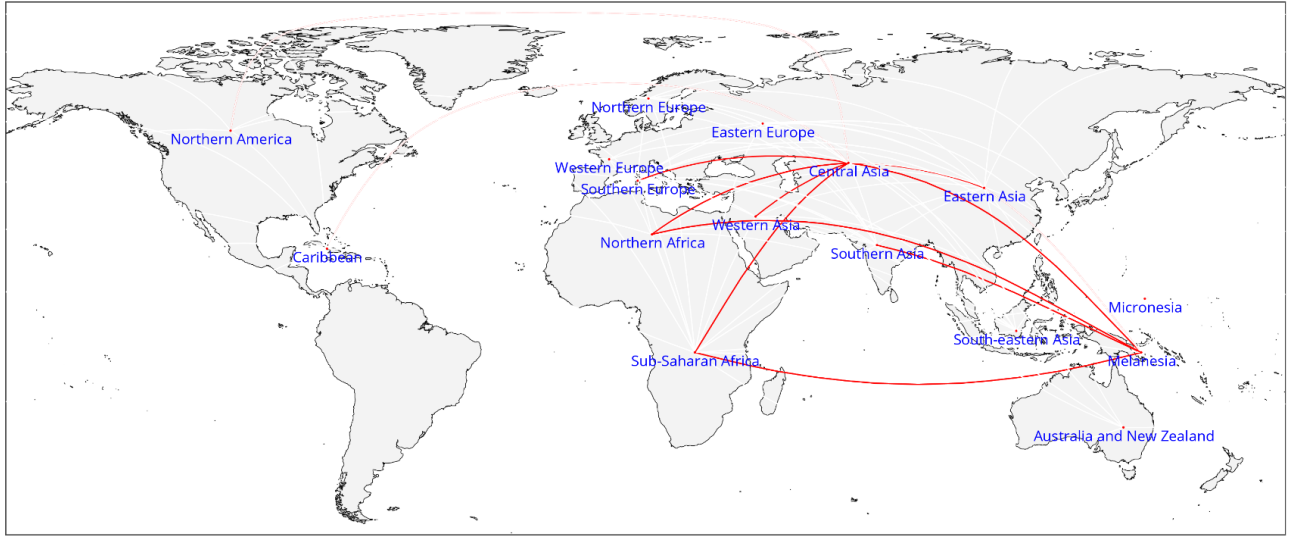 Northern Europe
Eastern Europe
Northern America
Western Europe
Central Asia
Southern Europe
Eastern Asia
Western Asia
Northern Africa
Southern Asia
Caribbean
Micronesia
South-eastern Asia
Sub-Saharan Africa
Melanesia
Australia and New Zealand